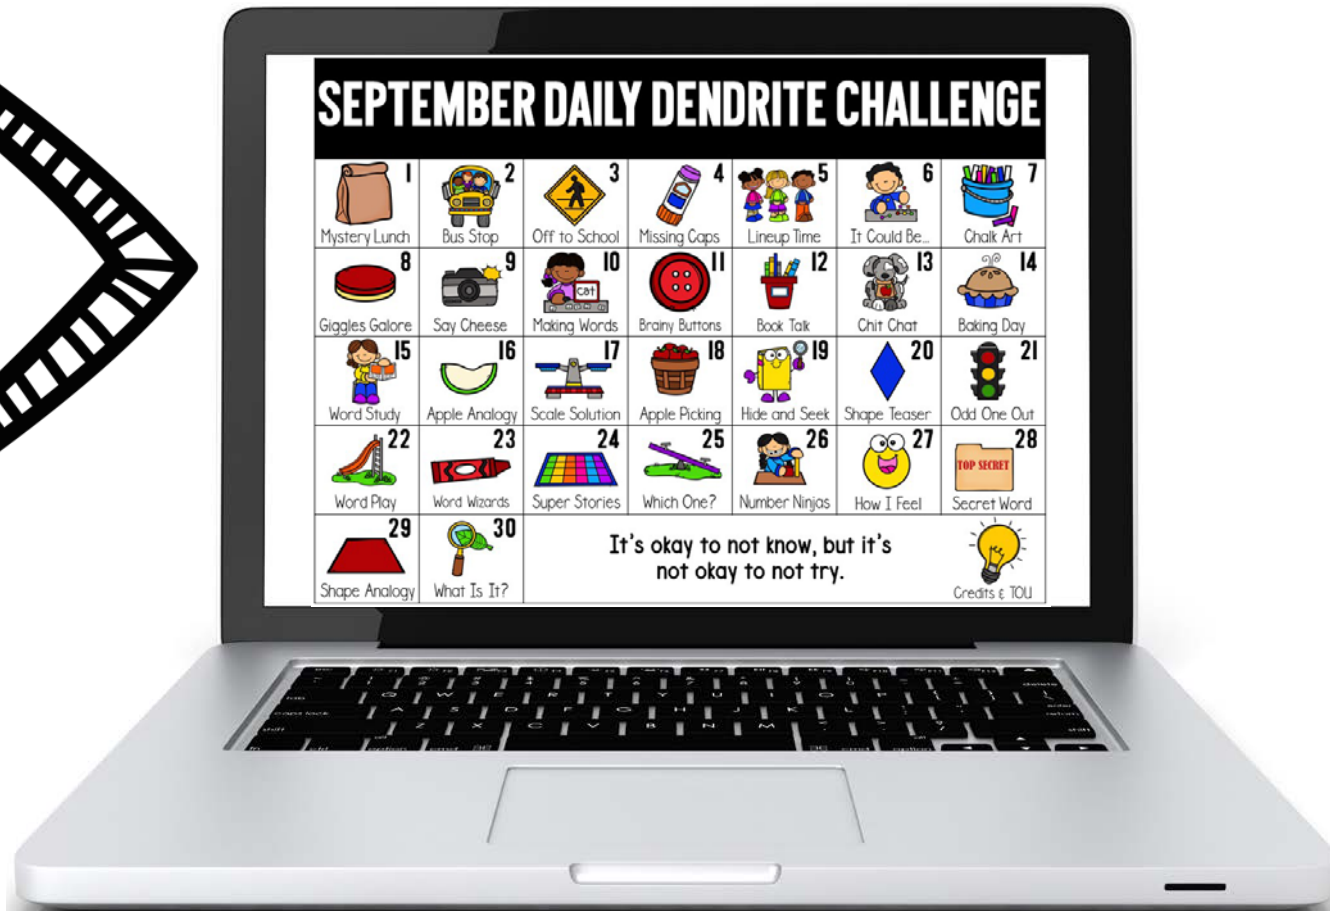 SEPTEMBER DAILY DENDRITE CHALLENGE
1 2 3 4 5 6 7
Mystery Lunch Bus Stop Off to School Missing Caps Lineup Time It Could Be... Chalk Art
8 9 10 11 12 13 14
cat
Giggles Galore Say Cheese Making Words Brainy Buttons Book Talk Chit Chat Baking Day
15 16 17 18 19 20 21
Word Study Apple Analogy Scale Solution Apple Picking Hide and Seek Shape Teaser Odd One Out
22 23 24 25 26 27 28
TOP SECRET
Word Play Word Wizards Super Stories Which One? Number Ninjas How I Feel Secret Word
29 30
It's okay to not know, but it's
not okay to not try.
Shape Analogy What Is It? Credits & TOU
Q W E R T Y U I O P
caps lock A S D F G H J K L
shift Z X C V B N M shift